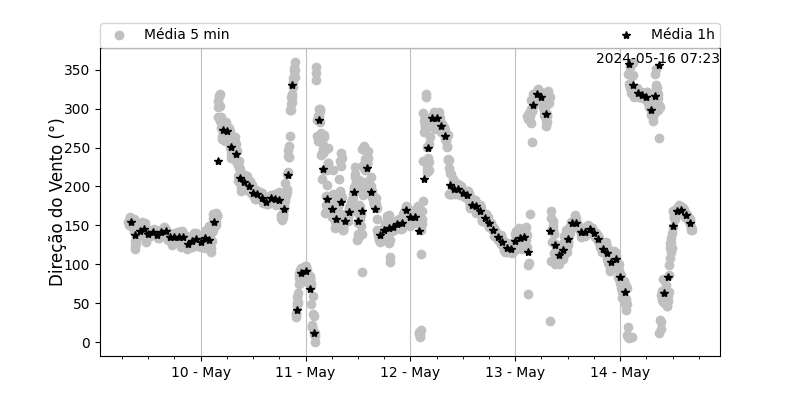 Média 5 min
Média 1h
2024-05-16 07:23
Direção do Vento (°)
350
300
250
200
150
100
50
0
10 - May
11 - May
12 - May
13 - May
14 - May